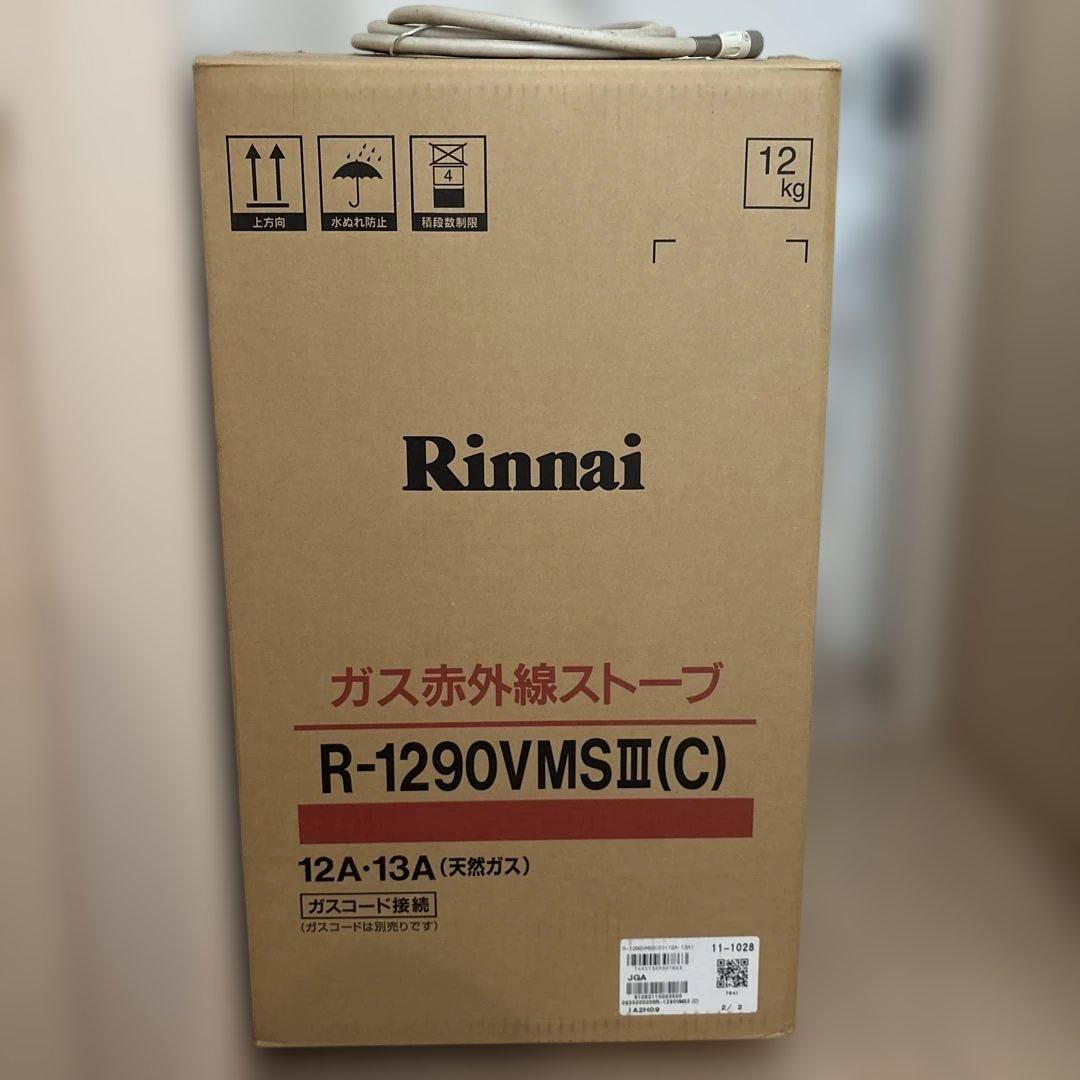 上方向
水ぬれ防止
4
積段数制限
12
kg
Rinnai
ガス赤外線ストーブ
R-1290VMSⅢ(C)
12A・13A(天然ガス)
ガスコード接続
(ガスコードは別売りです)
11-1028
JGA
7641
IA2H09
2/ 2